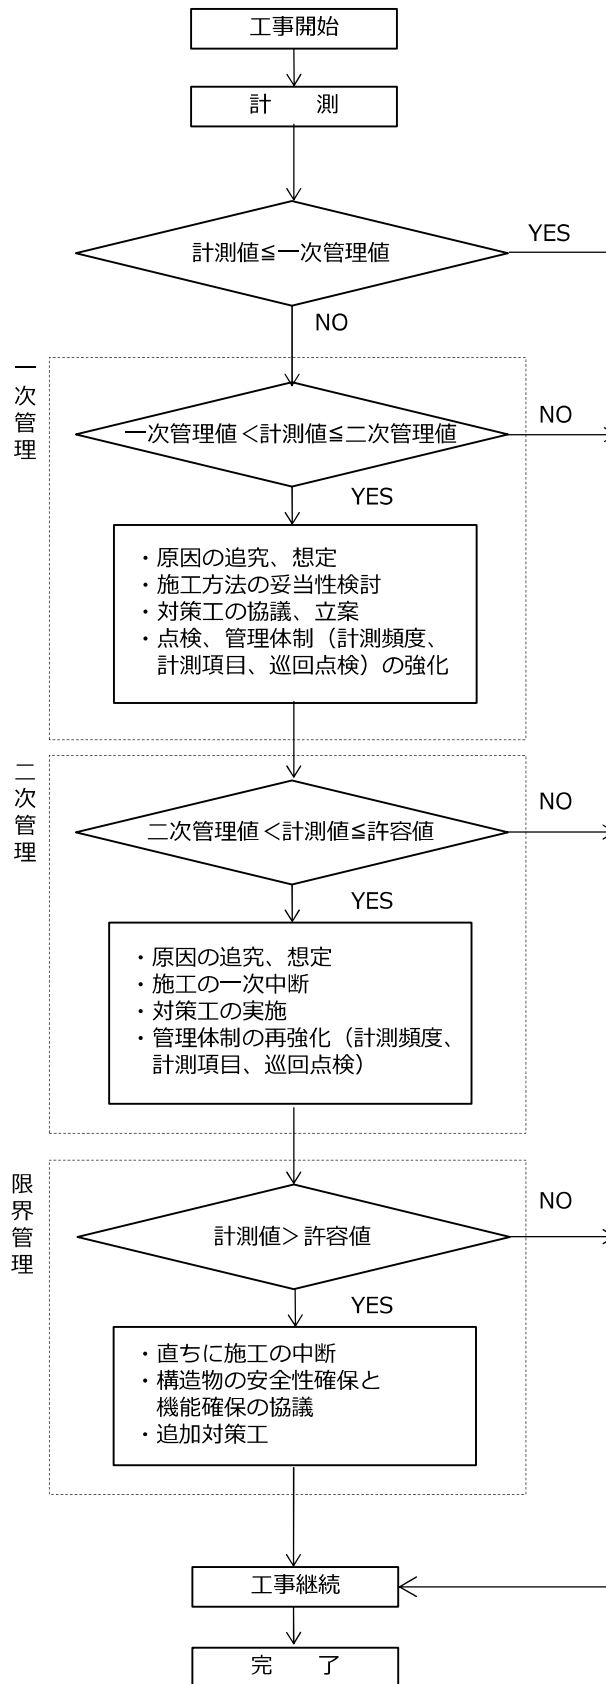 工事開始
計　　測
計測値≦一次管理値
YES
NO
一次管理
一次管理値＜計測値≦二次管理値
NO
YES
・原因の追究、想定
・施工方法の妥当性検討
・対策工の協議、立案
・点検、管理体制（計測頻度、
計測項目、巡回点検）の強化
二次管理
二次管理値＜計測値≦許容値
NO
YES
・原因の追究、想定
・施工の一次中断
・対策工の実施
・管理体制の再強化（計測頻度、
計測項目、巡回点検）
限界管理
計測値＞許容値
NO
YES
・直ちに施工の中断
・構造物の安全性確保と
機能確保の協議
・追加対策工
工事継続
完　　了